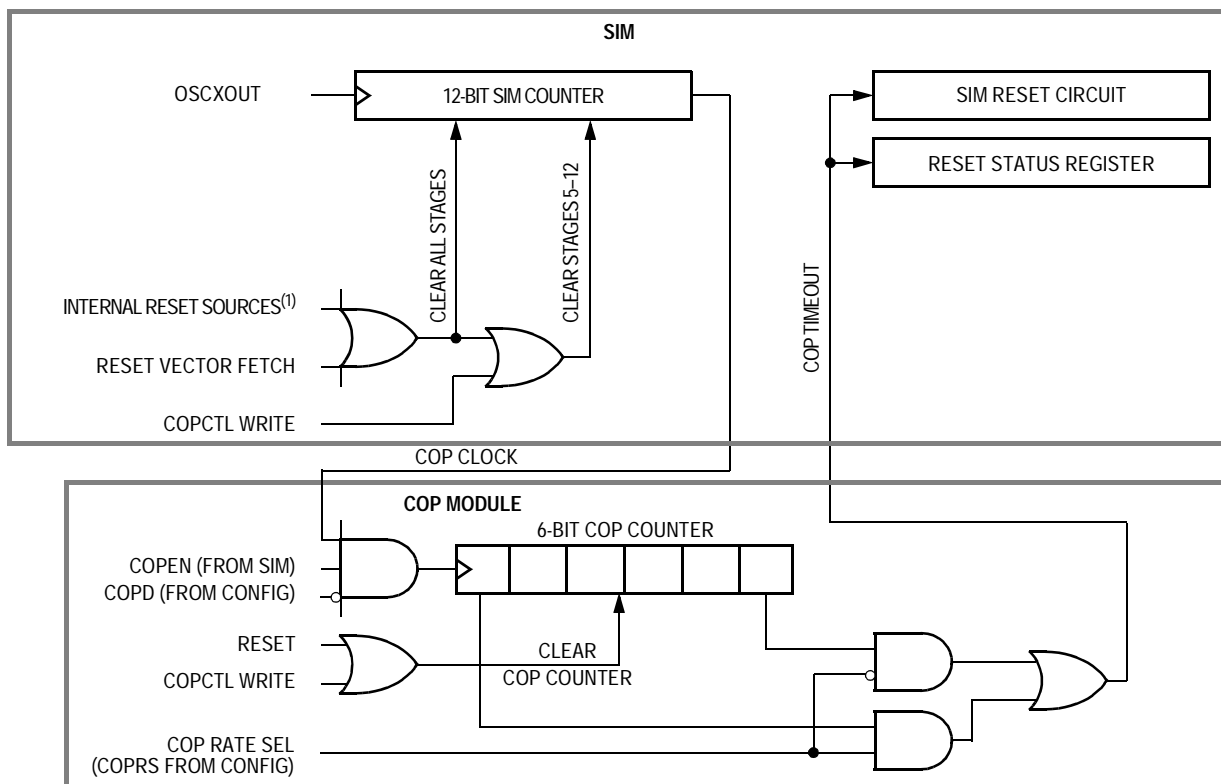 SIM
OSCXOUT
12-BIT SIM COUNTER
SIM RESET CIRCUIT
RESET STATUS REGISTER
CLEAR ALL STAGES
CLEAR STAGES 5–12
COP TIMEOUT
INTERNAL RESET SOURCES(1)
RESET VECTOR FETCH
COPCTL WRITE
COP CLOCK
COP MODULE
6-BIT COP COUNTER
COPEN (FROM SIM)
COPD (FROM CONFIG)
RESET
CLEAR
COP COUNTER
COPCTL WRITE
COP RATE SEL
(COPRS FROM CONFIG)